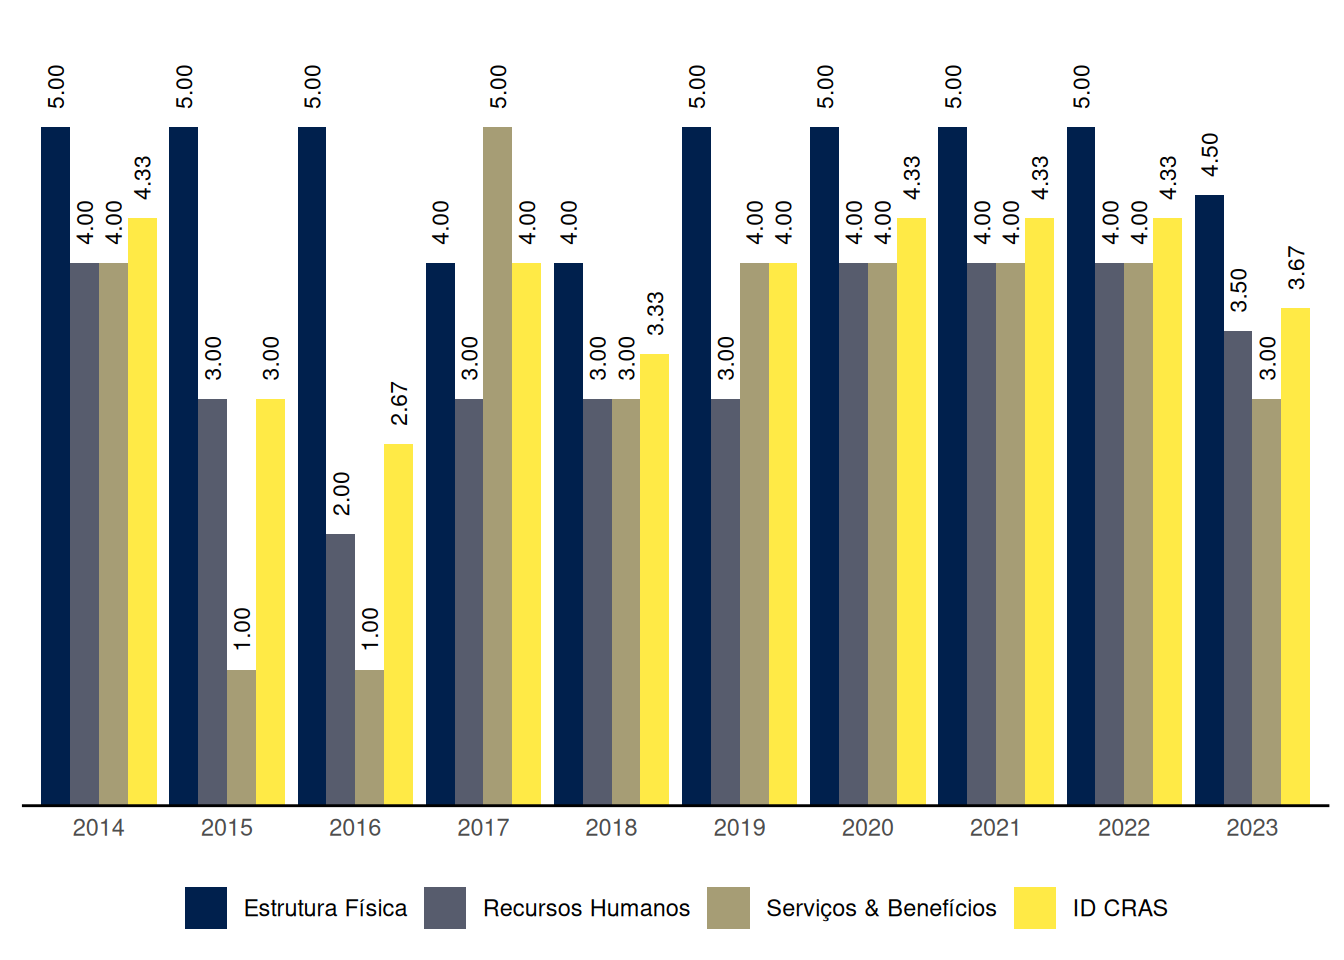 5.00 4.00 4.00 4.33
5.00 3.00 1.00 3.00
5.00 2.00 1.00 2.67
4.00 3.00 5.00 4.00
4.00 3.00 3.00 3.33
5.00 3.00 4.00 4.00
5.00 4.00 4.00 4.33
5.00 4.00 4.00 4.33
5.00 4.00 4.00 4.33
4.50 3.50 3.00 3.67
2014 2015 2016 2017 2018 2019 2020 2021 2022 2023
Estrutura Física Recursos Humanos Serviços & Benefícios ID CRAS